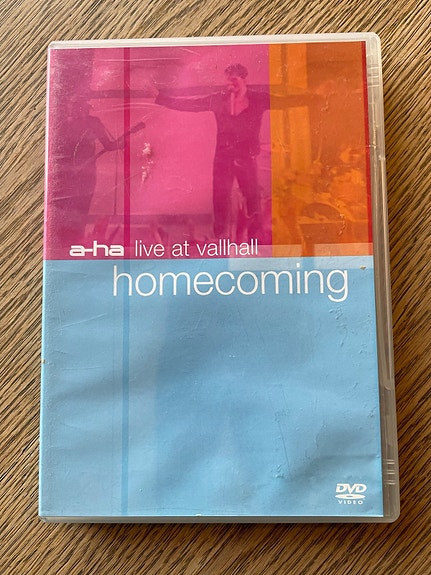 a-ha live at vallhall
homecoming
DVD
VIDEO